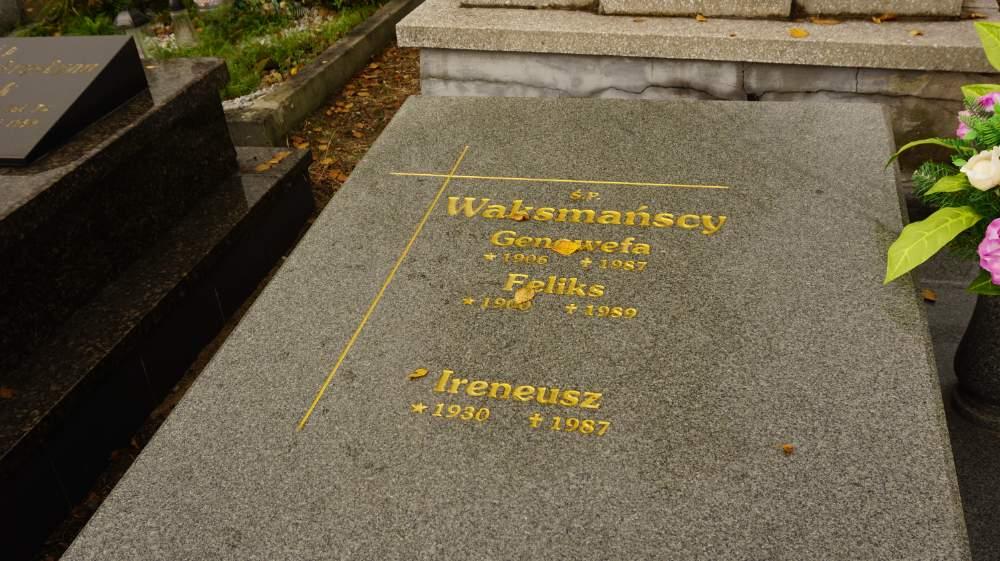 Ś.P.
Waksmańscy
Genowefa
* 1906 ✝ 1987
Feliks
✝ 1989
Ireneusz
* 1930 ✝ 1987